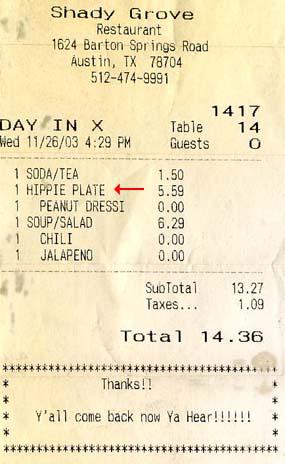 Shady Grove
Restaurant
1624 Barton Springs Road
Austin, TX 78704
512-474-9991
1417
DAY IN X Table 14
Wed 11/26/03 4:29 PM Guests 0
1 SODA/TEA 1.50
1 HIPPIE PLATE 5.59
1 PEANUT DRESSI 0.00
1 SOUP/SALAD 6.29
1 CHILI 0.00
1 JALAPENO 0.00
SubTotal 13.27
Taxes... 1.09
Total 14.36
Thanks!!
Y'all come back now Ya Hear!!!!!!